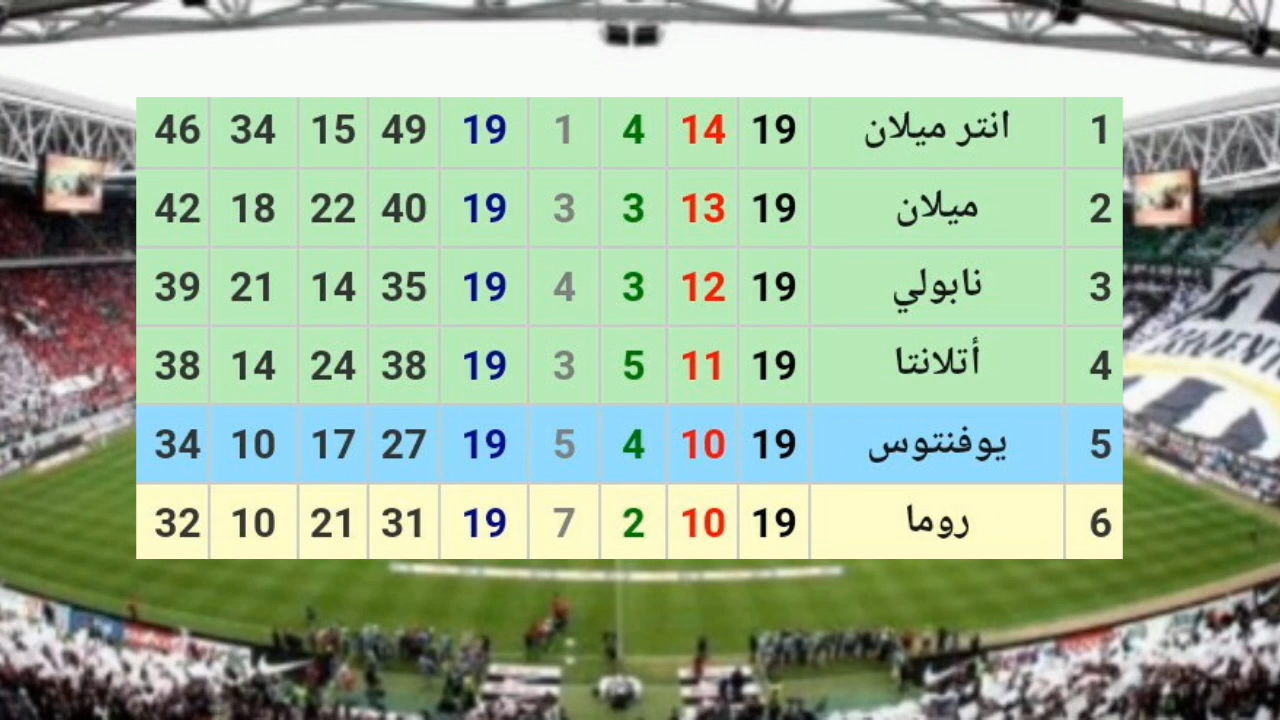 1 انتر ميلان 19 14 4 1 19 49 15 34 46
2 ميلان 19 13 3 3 19 40 22 18 42
3 نابولي 19 12 3 4 19 35 14 21 39
4 أتلانتا 19 11 5 3 19 38 24 14 38
5 يوفنتوس 19 10 4 5 19 27 17 10 34
6 روما 19 10 2 7 19 31 21 10 32